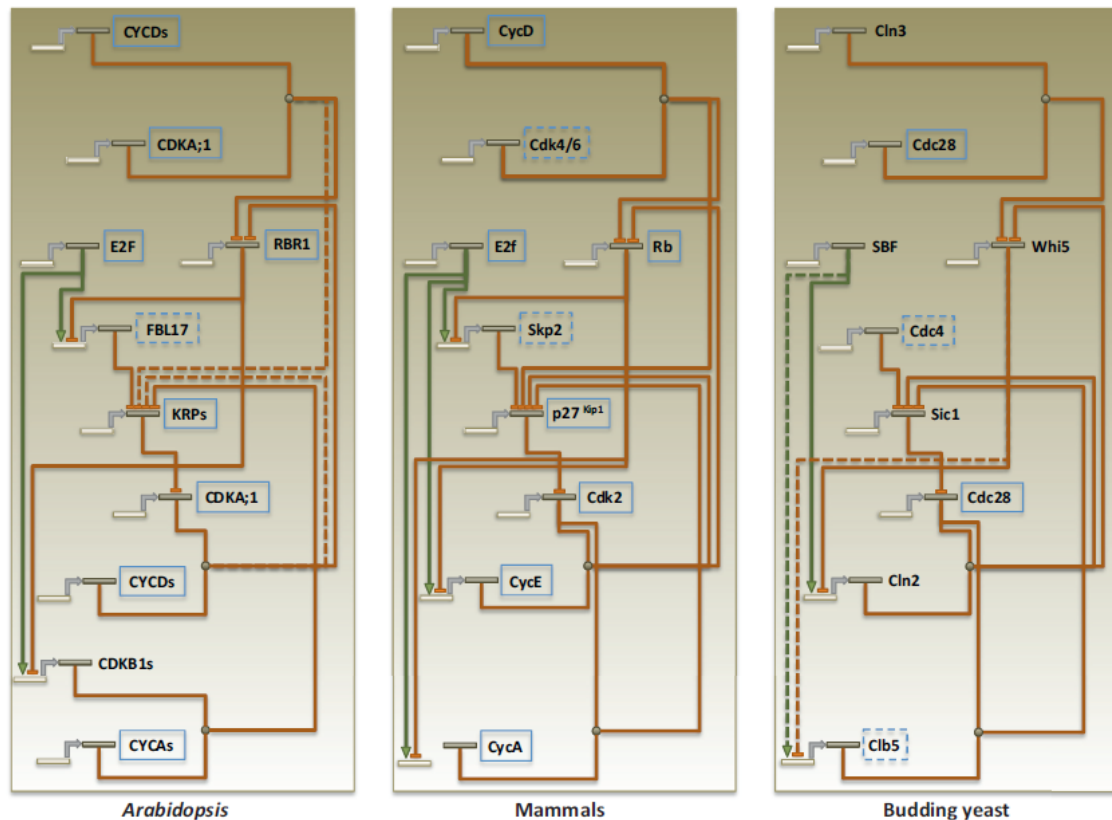 CYCDs
CDKA;1
E2F
RBR1
FBL17
KRPs
CDKA;1
CYCDs
CDKB1s
CYCAs
Arabidopsis
CycD
Cdk4/6
E2f
Rb
Skp2
p27 Kip1
Cdk2
CycE
CycA
Mammals
Cln3
Cdc28
SBF
Whi5
Cdc4
Sic1
Cdc28
Cln2
Clb5
Budding yeast